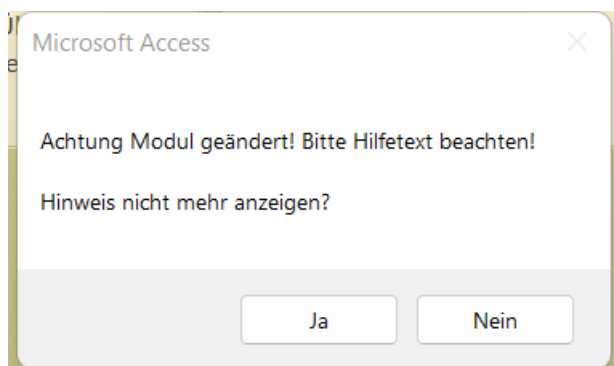 Microsoft Access
Achtung Modul geändert! Bitte Hilfetext beachten!
Hinweis nicht mehr anzeigen?
Ja
Nein